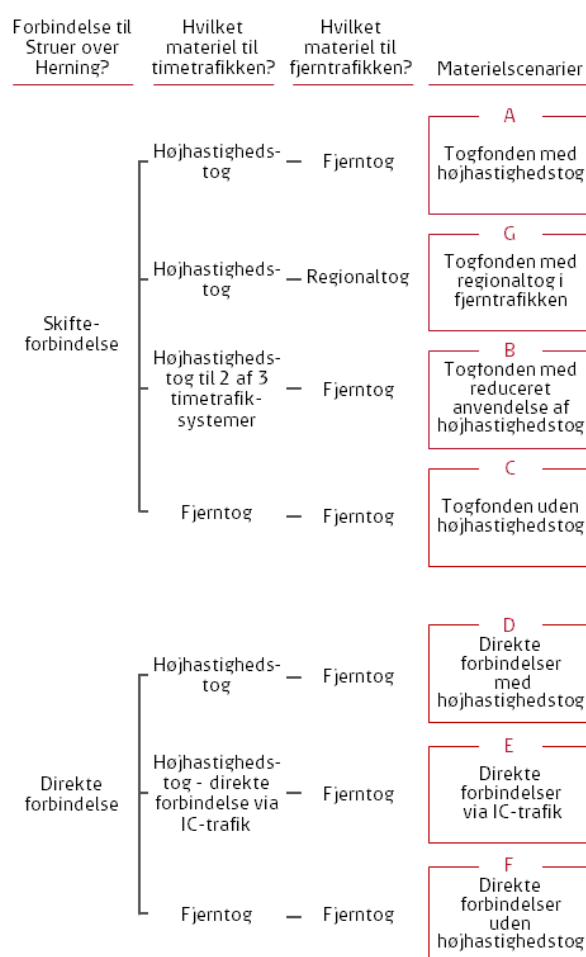 Forbindelse til
Struer over
Herning?
Hvilket
materiel til
timetrafikken?
Hvilket
materiel til
fjerntrafikken?
Materielscenarier
Skifte-
forbindelse
Højhastigheds-
tog
Fjerntog
A
Togfonden med
højhastighedstog
Højhastigheds-
tog
Regionaltog
G
Togfonden med
regionaltog i
fjerntrafikken
Højhastigheds-
tog til 2 af 3
timetrafik-
systemer
Fjerntog
B
Togfonden med
reduceret
anvendelse af
højhastighedstog
Fjerntog
Fjerntog
C
Togfonden uden
højhastighedstog
Direkte
forbindelse
Højhastigheds-
tog
Fjerntog
D
Direkte
forbindelser
med
højhastighedstog
Højhastigheds-
tog - direkte
forbindelse via
IC-trafik
Fjerntog
E
Direkte
forbindelser
via IC-trafik
Fjerntog
Fjerntog
F
Direkte
forbindelser
uden
højhastighedstog